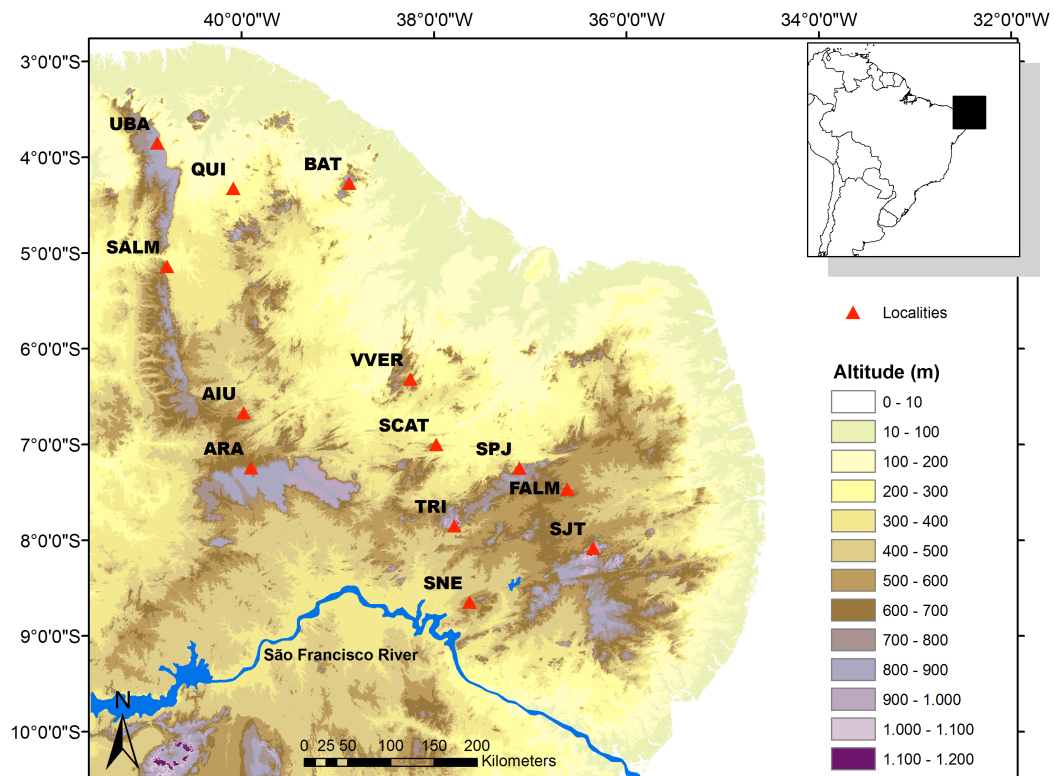 40°0'0"W 38°0'0"W 36°0'0"W 34°0'0"W 32°0'0"W
3°0'0"S
4°0'0"S
5°0'0"S
6°0'0"S
7°0'0"S
8°0'0"S
9°0'0"S
10°0'0"S
UBA
QUI
BAT
SALM
VVER
AIU
SCAT
ARA
SPJ
FALM
TRI
SJT
SNE
São Francisco River
N
0 25 50 100 150 200
Kilometers
Localities
Altitude (m)
0 - 10
10 - 100
100 - 200
200 - 300
300 - 400
400 - 500
500 - 600
600 - 700
700 - 800
800 - 900
900 - 1.000
1.000 - 1.100
1.100 - 1.200